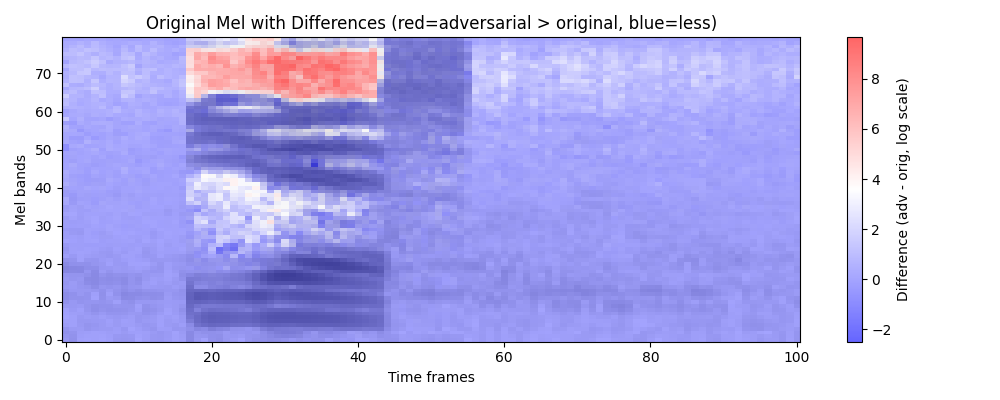 Original Mel with Differences (red=adversarial > original, blue=less)
Mel bands
70
60
50
40
30
20
10
0
0 20 40 60 80 100
Time frames
8
6
4
2
0
−2
Difference (adv - orig, log scale)